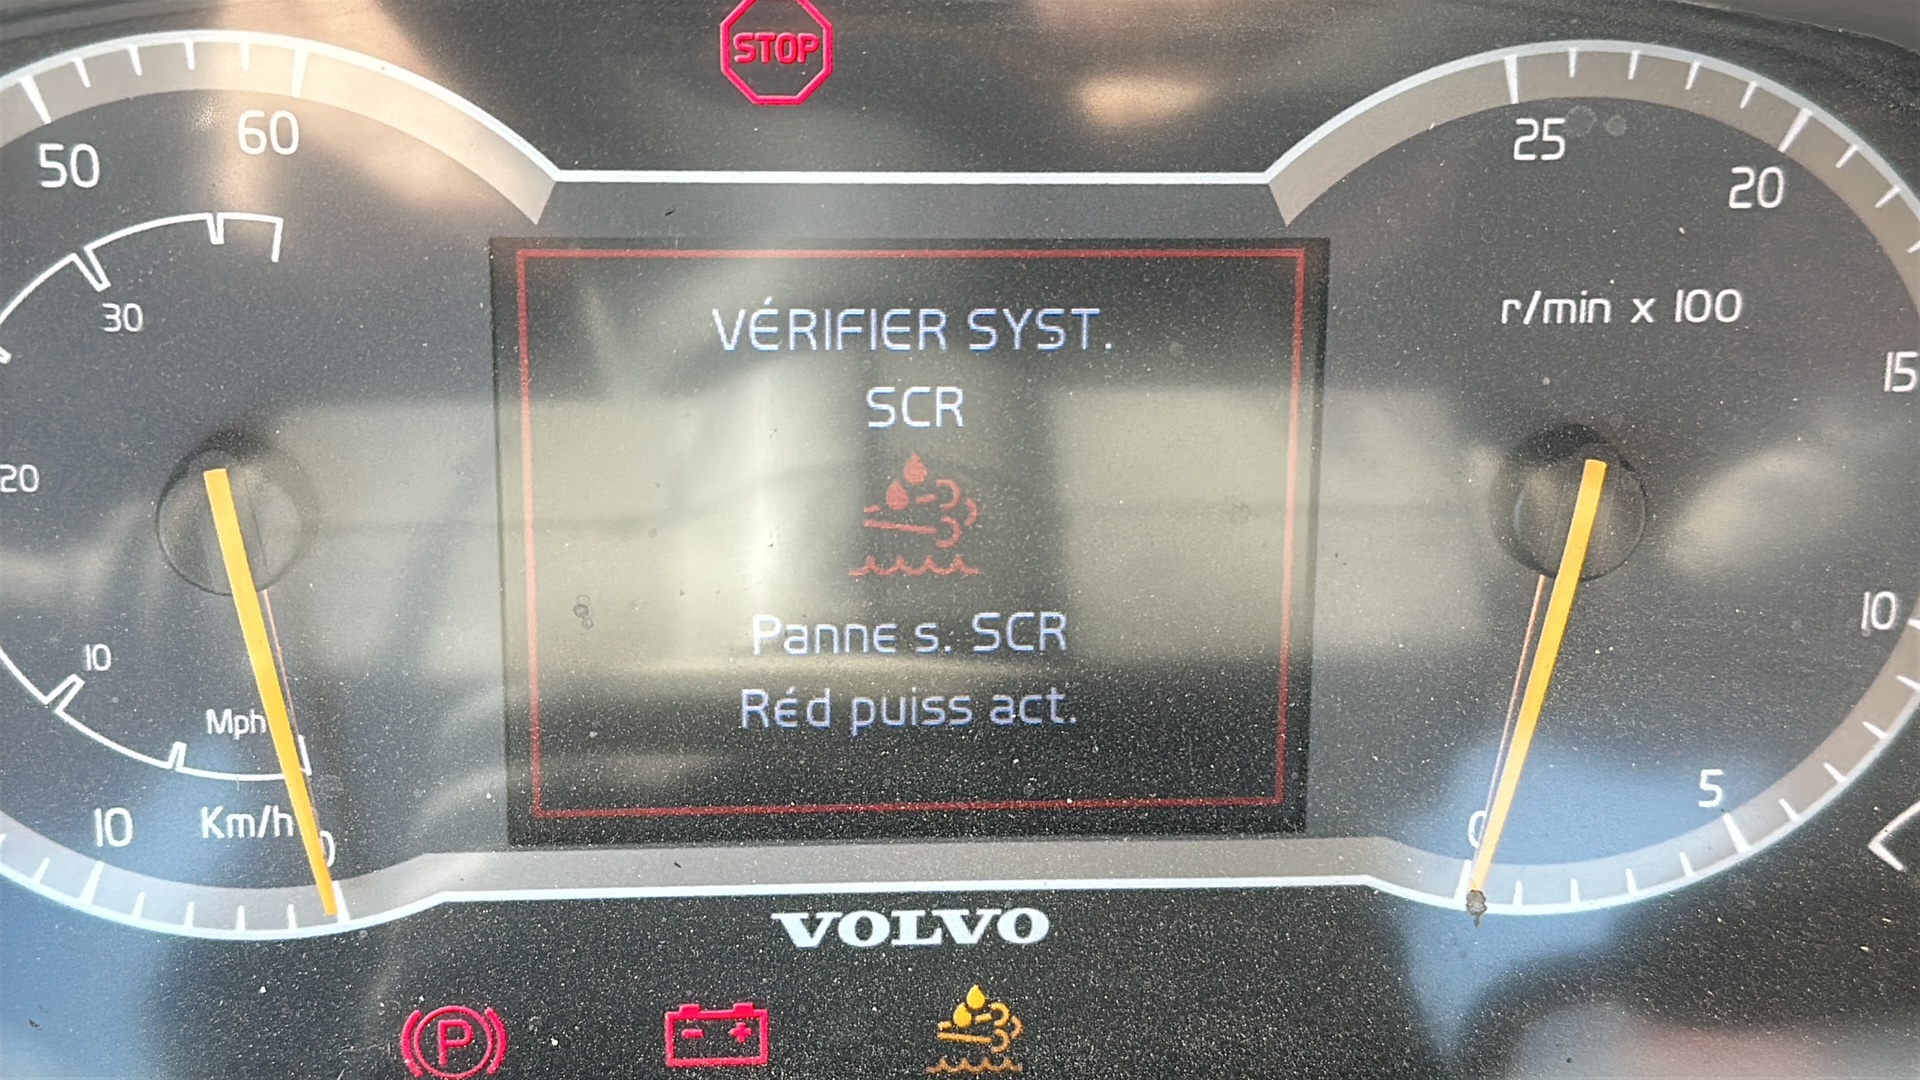 STOP
50
60
30
20
10
Mph
10
Km/h
0
VÉRIFIER SYST.
SCR
Panne s. SCR
Réd puiss act.
25
20
r/min x 100
15
10
5
0
VOLVO
P